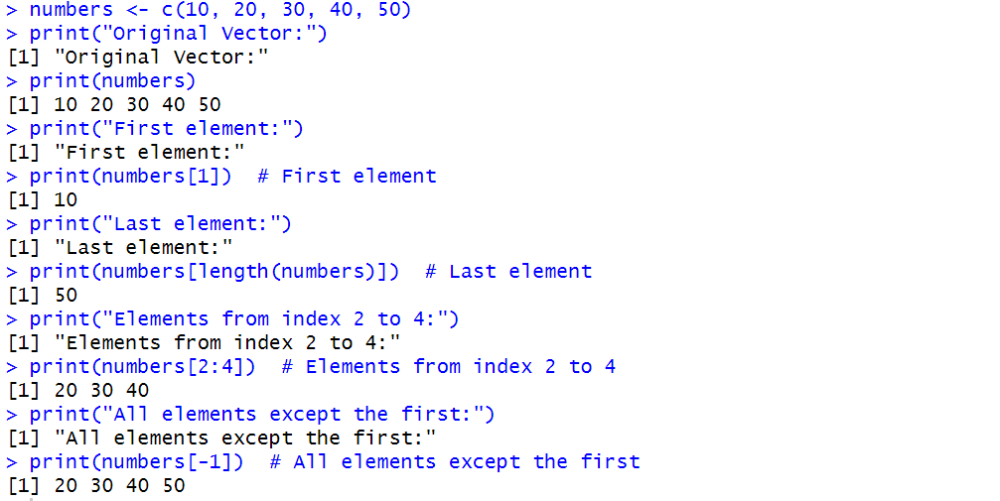 > numbers <- c(10, 20, 30, 40, 50)
> print("Original Vector:")
[1] "Original Vector:"
> print(numbers)
[1] 10 20 30 40 50
> print("First element:")
[1] "First element:"
> print(numbers[1])  # First element
[1] 10
> print("Last element:")
[1] "Last element:"
> print(numbers[length(numbers)])  # Last element
[1] 50
> print("Elements from index 2 to 4:")
[1] "Elements from index 2 to 4:"
> print(numbers[2:4])  # Elements from index 2 to 4
[1] 20 30 40
> print("All elements except the first:")
[1] "All elements except the first:"
> print(numbers[-1])  # All elements except the first
[1] 20 30 40 50